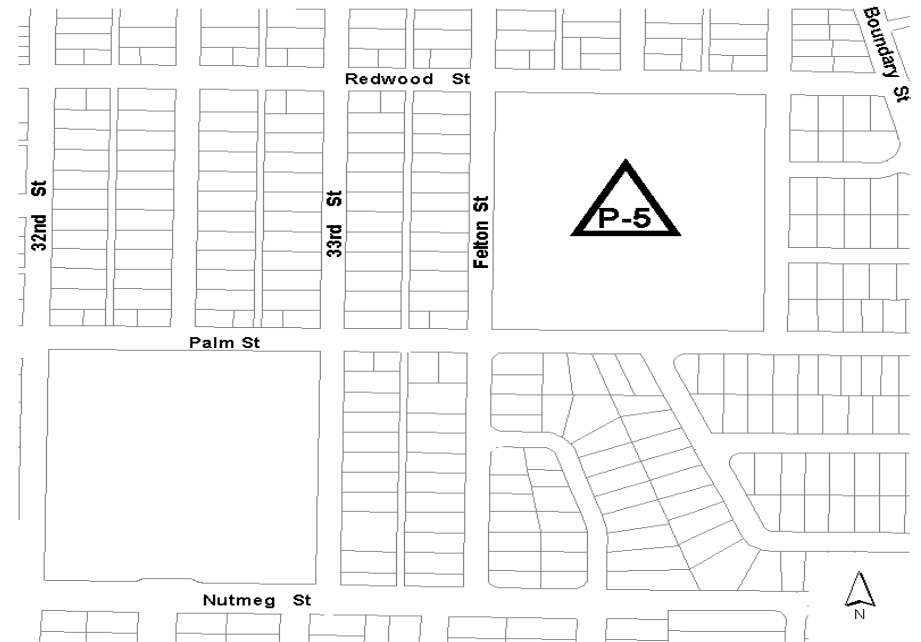 Boundary St
Redwood St
32nd St
33rd St
Felton St
P-5
Palm St
Nutmeg St
N